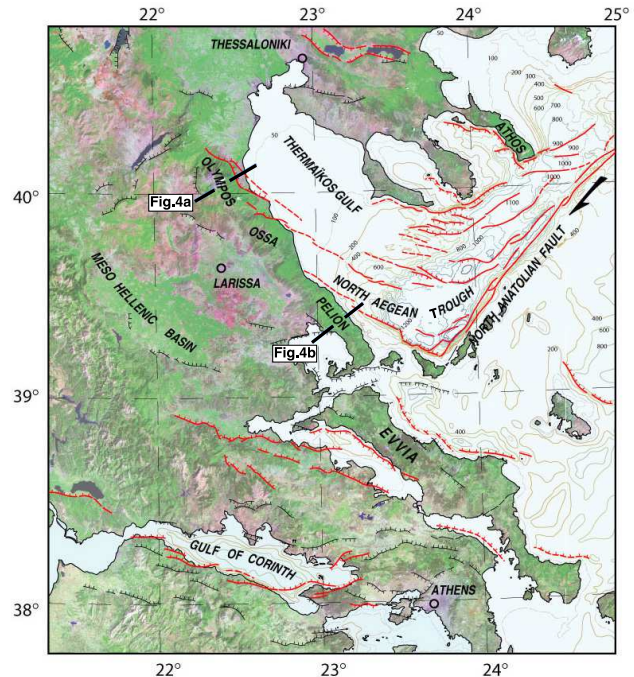 22° 23° 24° 25°
THESSALONIKI
ATHOS
THERMAIKOS GULF
40°
OLYMPOS
Fig.4a
OSSA
LARISSA
MESO HELLENIC BASIN
NORTH AEGEAN TROUGH
NORTH ANATOLIAN FAULT
PELION
Fig.4b
39°
EVVIA
GULF OF CORINTH
ATHENS
38°
22° 23° 24°